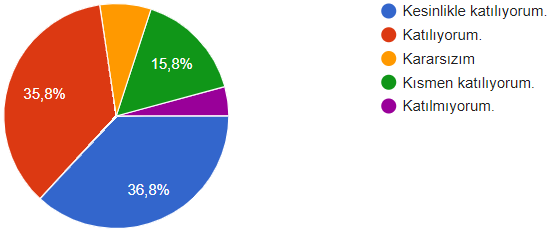 Kesinlikle katılıyorum.
Katılıyorum.
Kararsızım
Kısmen katılıyorum.
Katılmıyorum.
15,8%
35,8%
36,8%